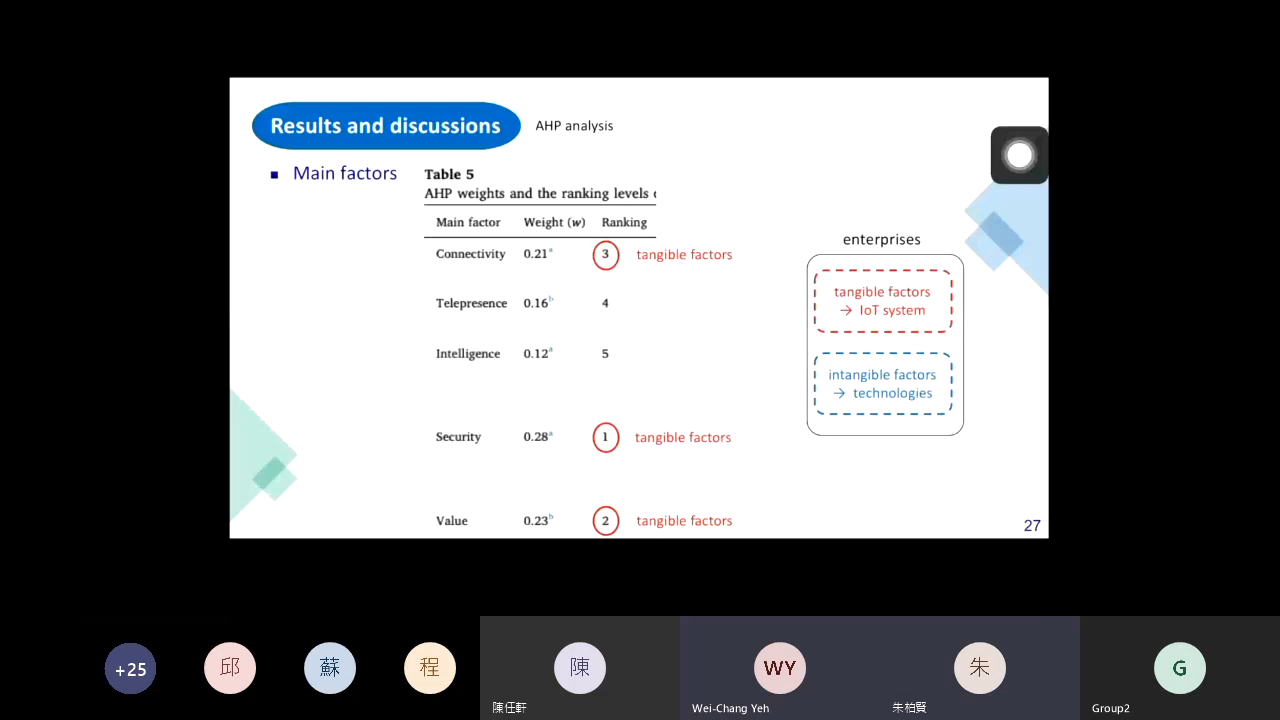 Results and discussions
AHP analysis
■ Main factors
Table 5
AHP weights and the ranking levels
Main factor Weight (w) Ranking
Connectivity 0.21ᵃ 3 tangible factors
Telepresence 0.16ᵇ 4
Intelligence 0.12ᵃ 5
Security 0.28ᵃ 1 tangible factors
Value 0.23ᵇ 2 tangible factors
enterprises
tangible factors
→ IoT system
intangible factors
→ technologies
27
+25
邱
蘇
程
陳
陳任軒
WY
Wei-Chang Yeh
朱
朱柏賢
G
Group2